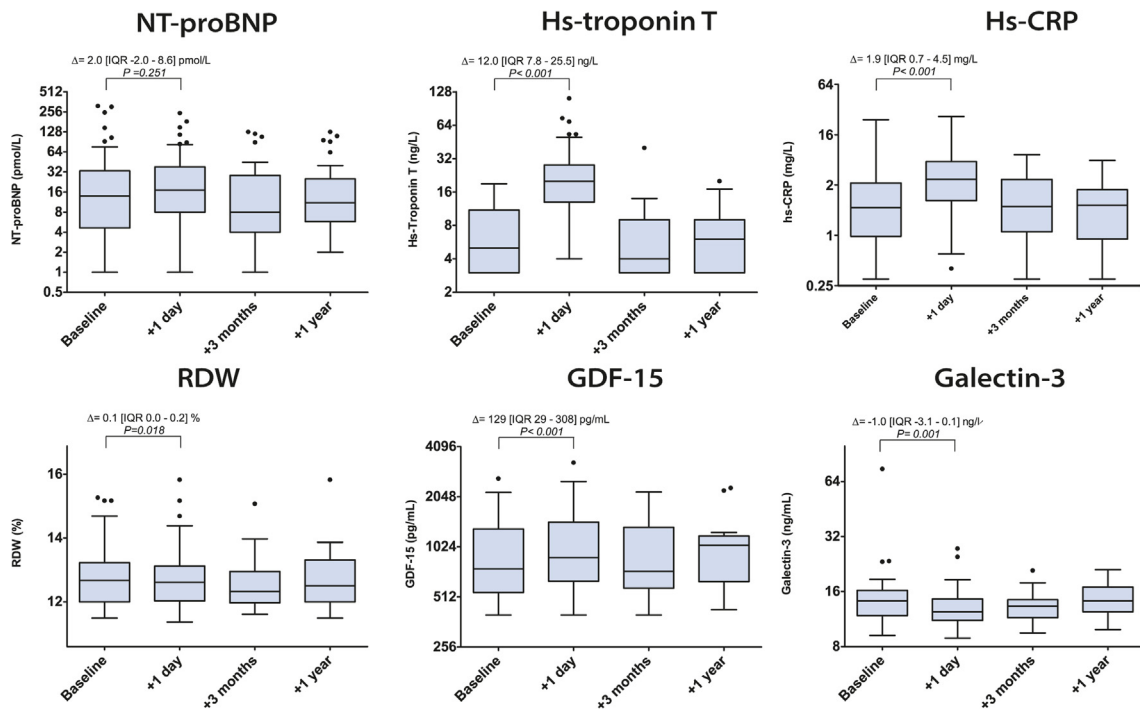 NT-proBNP
Δ= 2.0 [IQR -2.0 - 8.6] pmol/L
P =0.251
NT-proBNP (pmol/L)
512
256
128
64
32
16
8
4
2
1
0.5
Baseline
+1 day
+3 months
+1 year
Hs-troponin T
Δ= 12.0 [IQR 7.8 - 25.5] ng/L
P< 0.001
Hs-Troponin T (ng/L)
128
64
32
16
8
4
2
Baseline
+1 day
+3 months
+1 year
Hs-CRP
Δ= 1.9 [IQR 0.7 - 4.5] mg/L
P< 0.001
hs-CRP (mg/L)
64
16
2
1
0.25
Baseline
+1 day
+3 months
+1 year
RDW
Δ= 0.1 [IQR 0.0 - 0.2] %
P=0.018
RDW (%)
16
14
12
Baseline
+1 day
+3 months
+1 year
GDF-15
Δ= 129 [IQR 29 - 308] pg/mL
P< 0.001
GDF-15 (pg/mL)
4096
2048
1024
512
256
Baseline
+1 day
+3 months
+1 year
Galectin-3
Δ= -1.0 [IQR -3.1 - 0.1]
P= 0.001
Galectin-3 (ng/mL)
64
32
16
8
Baseline
+1 day
+3 months
+1 year